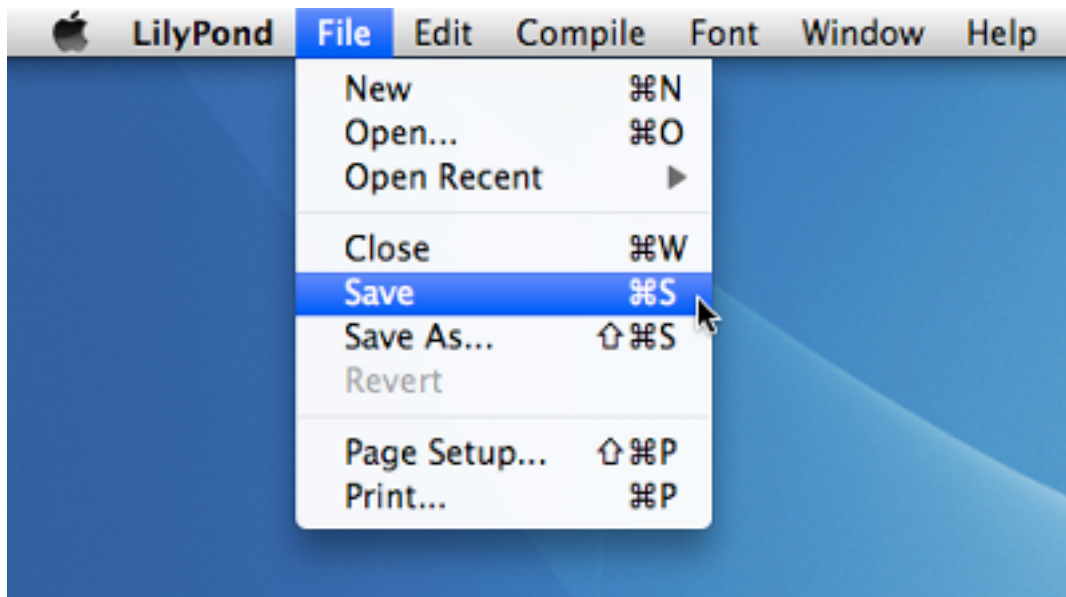 LilyPond File Edit Compile Font Window Help
New ⌘N
Open... ⌘O
Open Recent ▶
Close ⌘W
Save ⌘S
Save As... ⇧⌘S
Revert
Page Setup... ⇧⌘P
Print... ⌘P